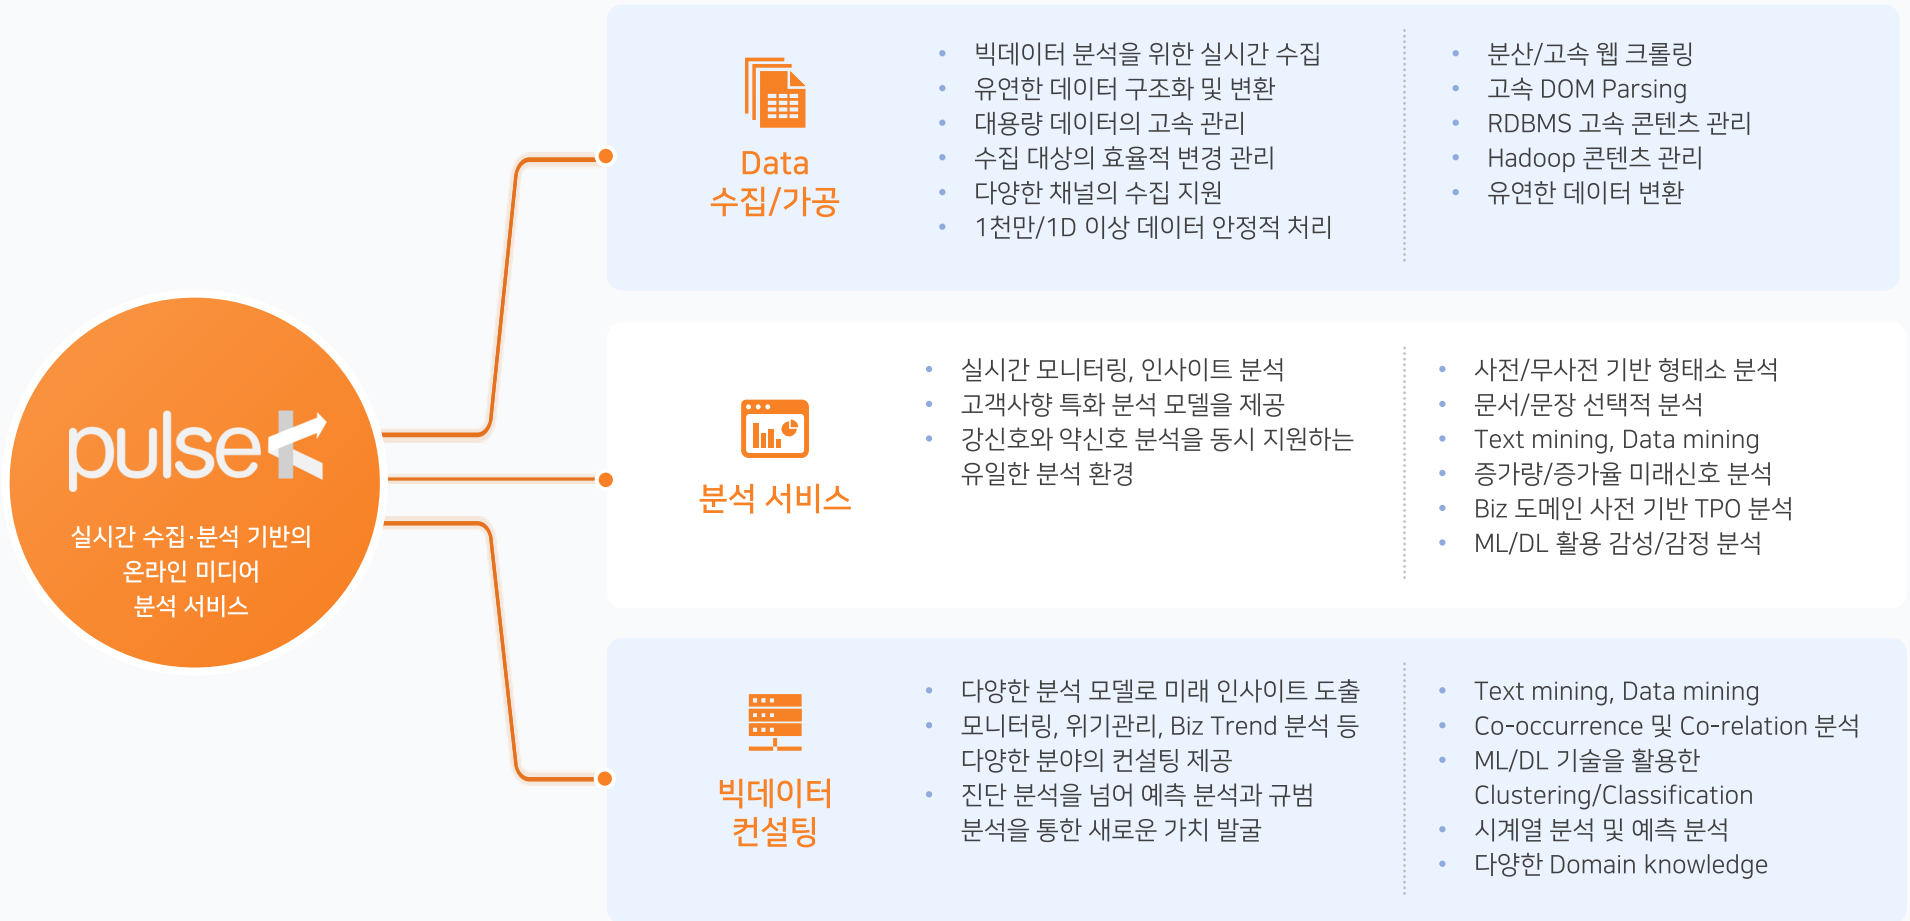 pulse K
실시간 수집·분석 기반의
온라인 미디어
분석 서비스
Data
수집/가공
빅데이터 분석을 위한 실시간 수집
유연한 데이터 구조화 및 변환
대용량 데이터의 고속 관리
수집 대상의 효율적 변경 관리
다양한 채널의 수집 지원
1천만/1D 이상 데이터 안정적 처리
분산/고속 웹 크롤링
고속 DOM Parsing
RDBMS 고속 콘텐츠 관리
Hadoop 콘텐츠 관리
유연한 데이터 변환
분석 서비스
실시간 모니터링, 인사이트 분석
고객사향 특화 분석 모델을 제공
강신호와 약신호 분석을 동시 지원하는
유일한 분석 환경
사전/무사전 기반 형태소 분석
문서/문장 선택적 분석
Text mining, Data mining
증가량/증가율 미래신호 분석
Biz 도메인 사전 기반 TPO 분석
ML/DL 활용 감성/감정 분석
빅데이터
컨설팅
다양한 분석 모델로 미래 인사이트 도출
모니터링, 위기관리, Biz Trend 분석 등
다양한 분야의 컨설팅 제공
진단 분석을 넘어 예측 분석과 규범
분석을 통한 새로운 가치 발굴
Text mining, Data mining
Co-occurrence 및 Co-relation 분석
ML/DL 기술을 활용한
Clustering/Classification
시계열 분석 및 예측 분석
다양한 Domain knowledge